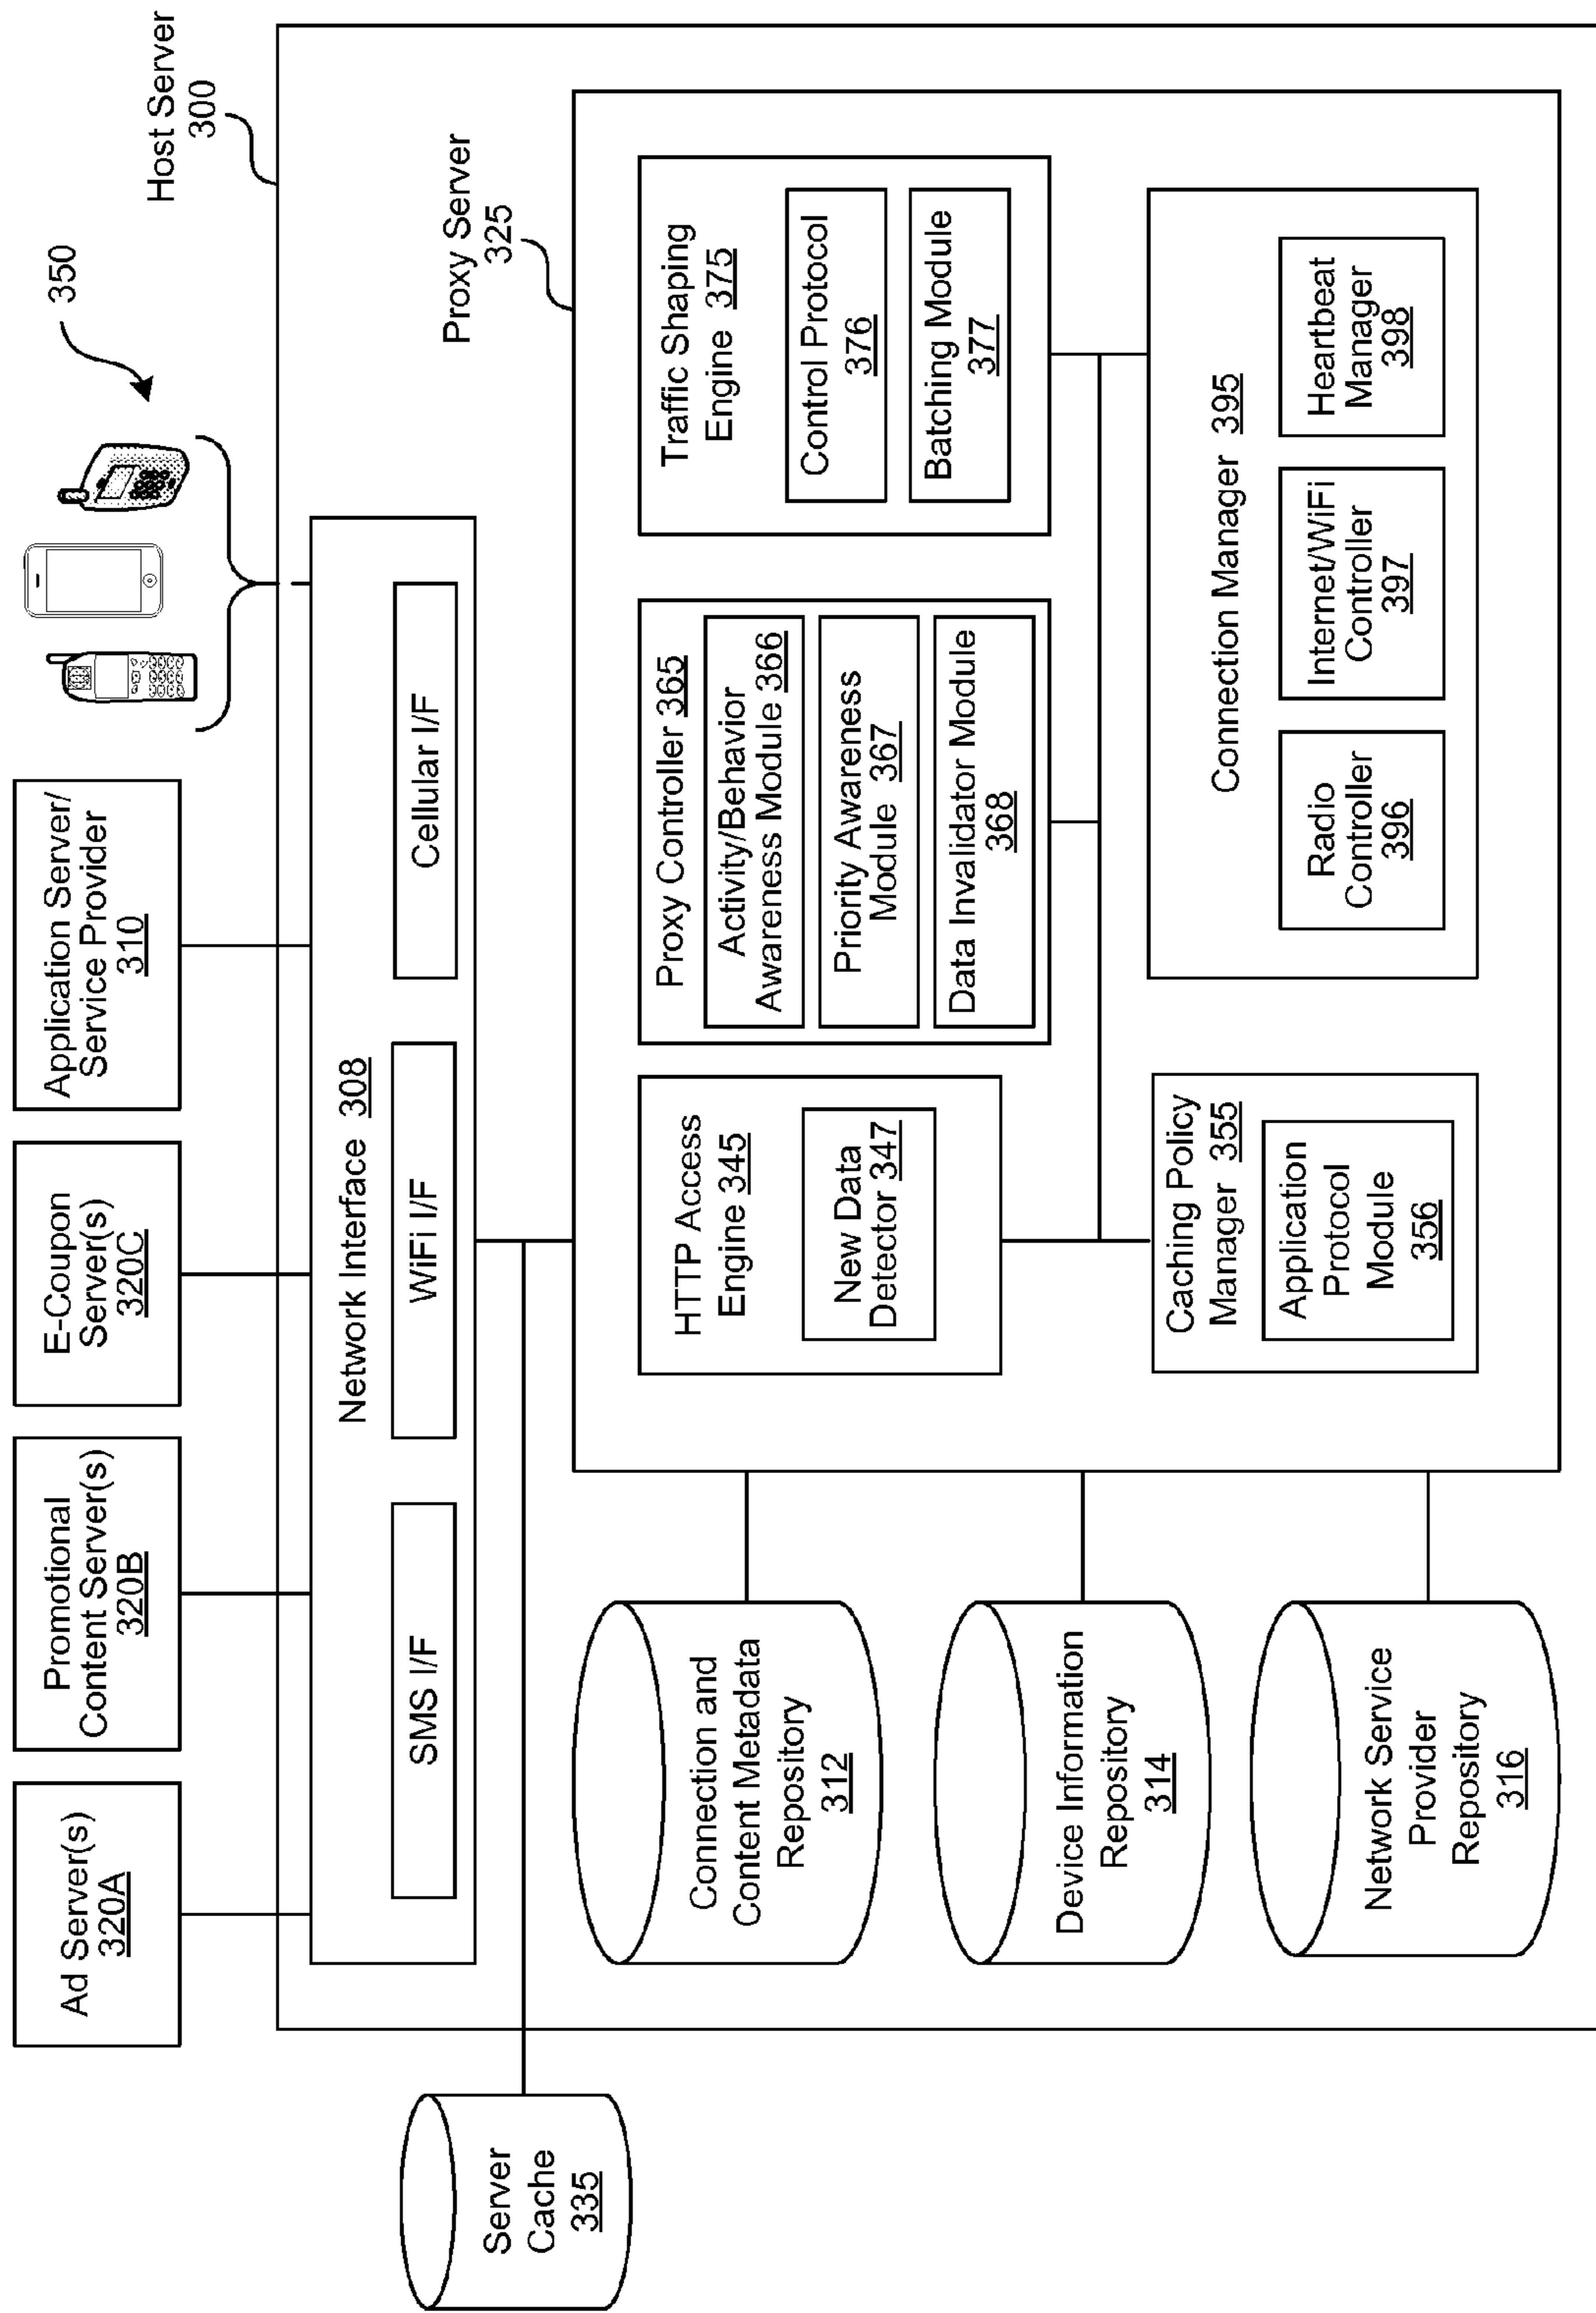 Ad Server(s)
320A
Promotional
Content Server(s)
320B
E-Coupon
Server(s)
320C
Application Server/
Service Provider
310
350
Host Server
300
Network Interface 308
SMS I/F
WiFi I/F
Cellular I/F
Server
Cache
335
Proxy Server
325
Connection and
Content Metadata
Repository
312
Device Information
Repository
314
Network Service
Provider
Repository
316
HTTP Access
Engine 345
New Data
Detector 347
Proxy Controller 365
Activity/Behavior
Awareness Module 366
Priority Awareness
Module 367
Data Invalidator Module
368
Traffic Shaping
Engine 375
Control Protocol
376
Batching Module
377
Caching Policy
Manager 355
Application
Protocol
Module
356
Connection Manager 395
Radio
Controller
396
Internet/WiFi
Controller
397
Heartbeat
Manager
398